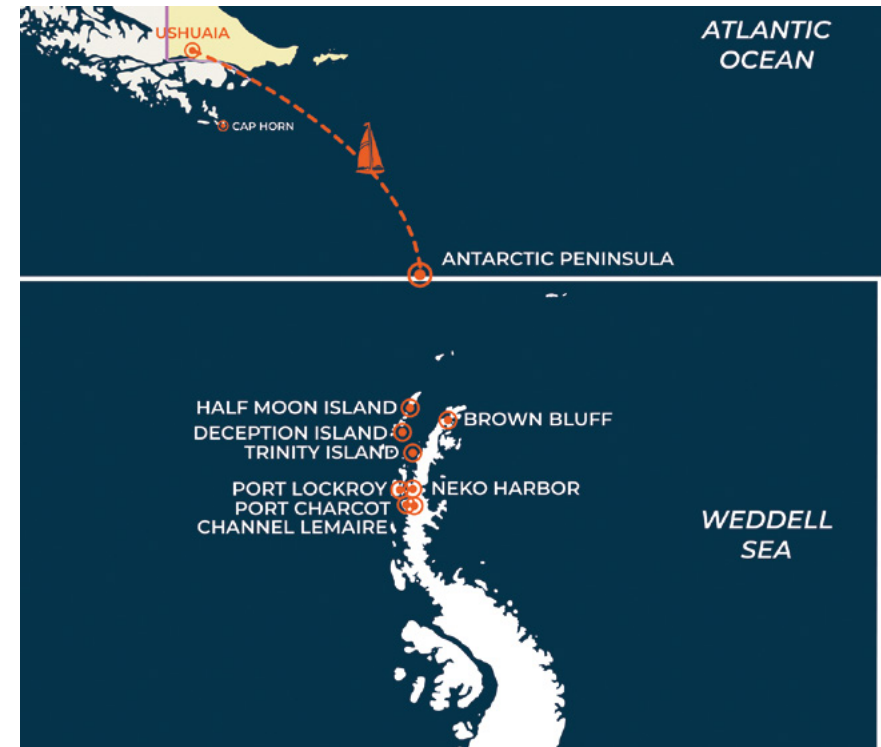 USHUAIA
ATLANTIC
OCEAN
CAP HORN
ANTARCTIC PENINSULA
HALF MOON ISLAND
BROWN BLUFF
DECEPTION ISLAND
TRINITY ISLAND
PORT LOCKROY
NEKO HARBOR
PORT CHARCOT
CHANNEL LEMAIRE
WEDDELL
SEA